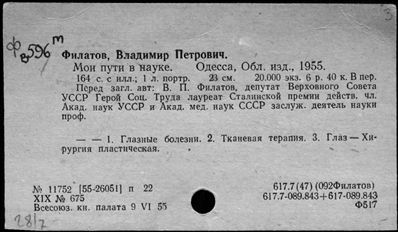 3
ф в596 m
Филатов, Владимир Петрович.
Мои пути в науке. Одесса, Обл. изд., 1955.
164 с. с илл.; 1 л. портр. 23 см. 20.000 экз. 6 р. 40 к. В пер.
Перед загл. авт: В. П. Филатов, депутат Верховного Совета
УССР Герой Соц. Труда лауреат Сталинской премии действ. чл.
Акад. наук УССР и Акад. мед. наук СССР заслуж. деятель науки
проф.
— — 1. Глазные болезни. 2. Тканевая терапия. 3. Глаз—Хи-
рургия пластическая.
№ 11752 [55-26051] п 22
617.7(47) (092Филатов)
XIX № 675
617.7-089.843+617-089.843
Всесоюз. кн. палата 9 VI 55
Ф517
28/7